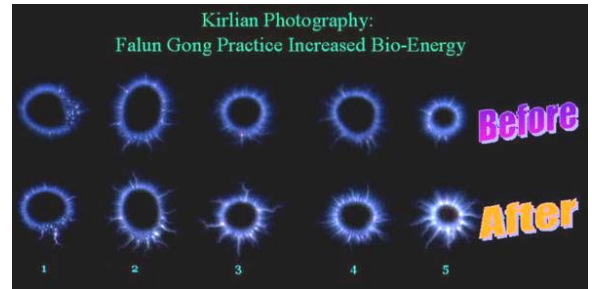 Kirlian Photography:
Falun Gong Practice Increased Bio-Energy
Before
After
1 2 3 4 5